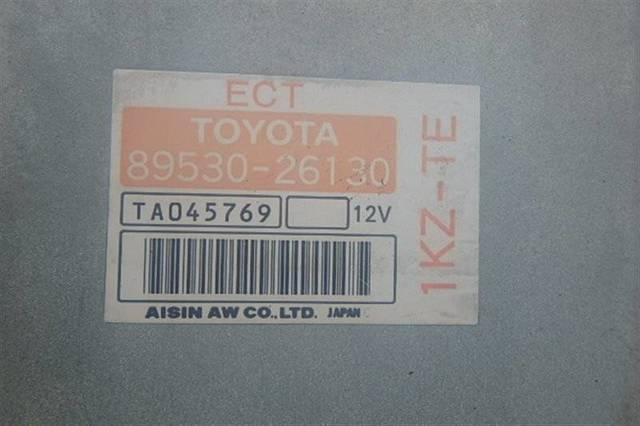 ECT
TOYOTA
89530-26130
TA045769 12V
AISIN AW CO.,LTD. JAPAN
1KZ-TE